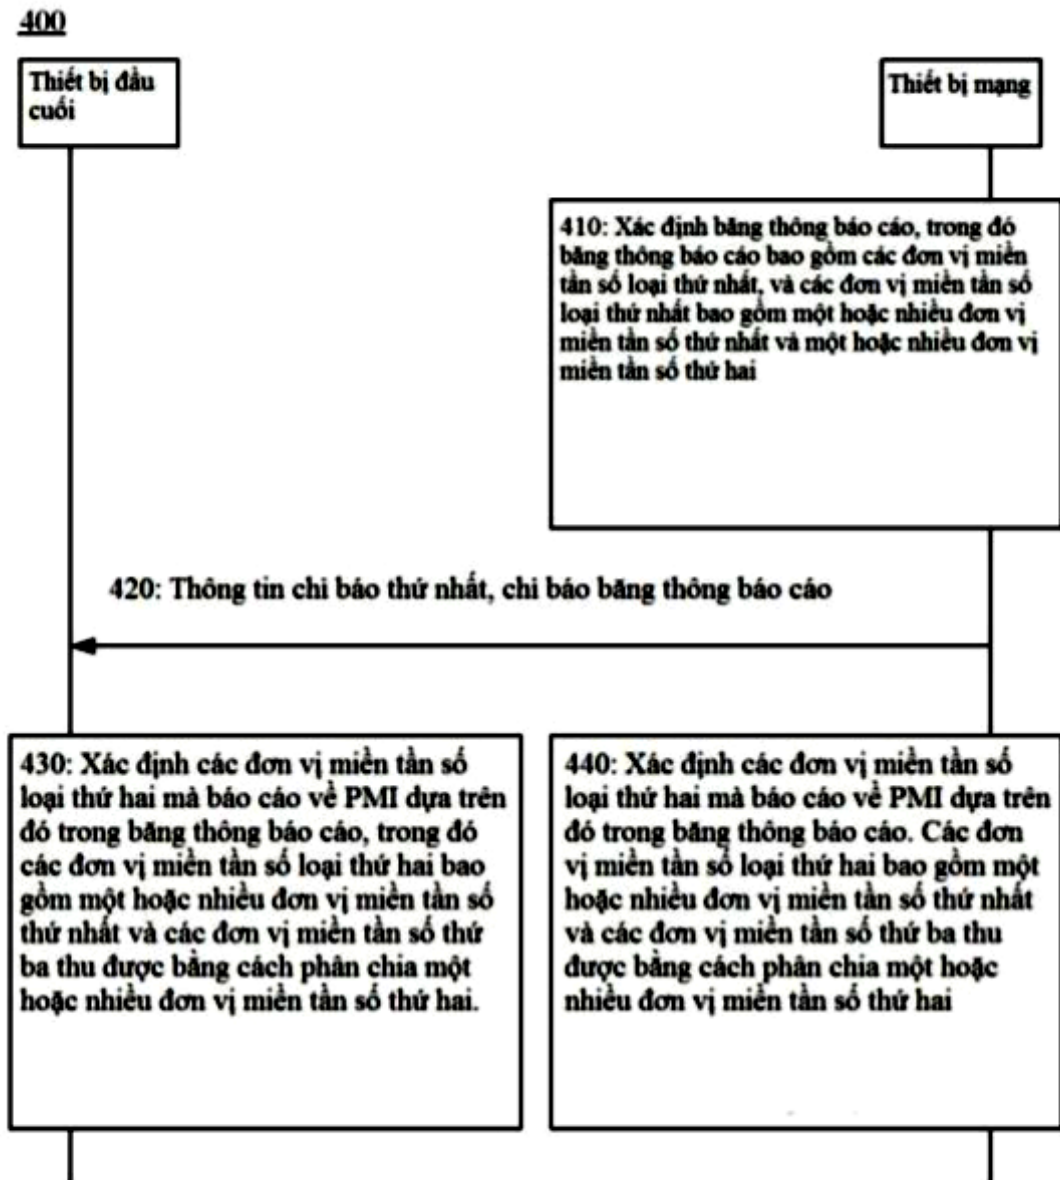 400
Thiết bị đầu
cuối
Thiết bị mạng
410: Xác định băng thông báo cáo, trong đó
băng thông báo cáo bao gồm các đơn vị miền
tần số loại thứ nhất, và các đơn vị miền tần số
loại thứ nhất bao gồm một hoặc nhiều đơn vị
miền tần số thứ nhất và một hoặc nhiều đơn vị
miền tần số thứ hai
420: Thông tin chỉ báo thứ nhất, chỉ báo băng thông báo cáo
430: Xác định các đơn vị miền tần số
loại thứ hai mà báo cáo về PMI dựa trên
đó trong băng thông báo cáo, trong đó
các đơn vị miền tần số loại thứ hai bao
gồm một hoặc nhiều đơn vị miền tần số
thứ nhất và các đơn vị miền tần số thứ
ba thu được bằng cách phân chia một
hoặc nhiều đơn vị miền tần số thứ hai.
440: Xác định các đơn vị miền tần số
loại thứ hai mà báo cáo về PMI dựa trên
đó trong băng thông báo cáo. Các đơn
vị miền tần số loại thứ hai bao gồm một
hoặc nhiều đơn vị miền tần số thứ nhất
và các đơn vị miền tần số thứ ba thu
được bằng cách phân chia một hoặc
nhiều đơn vị miền tần số thứ hai